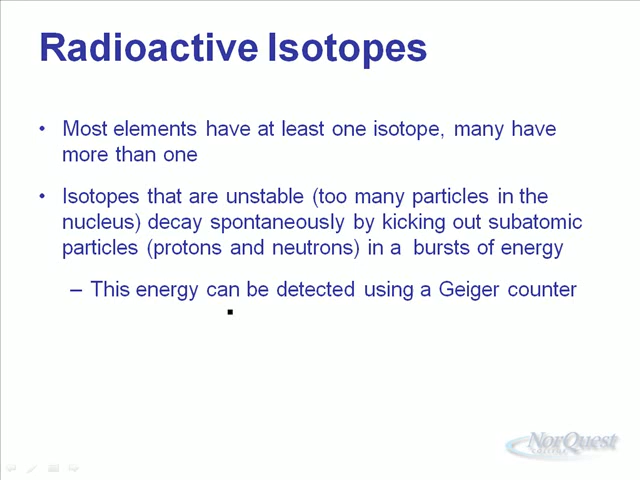 Radioactive Isotopes
• Most elements have at least one isotope, many have
more than one
• Isotopes that are unstable (too many particles in the
nucleus) decay spontaneously by kicking out subatomic
particles (protons and neutrons) in a bursts of energy
– This energy can be detected using a Geiger counter
NorQuest